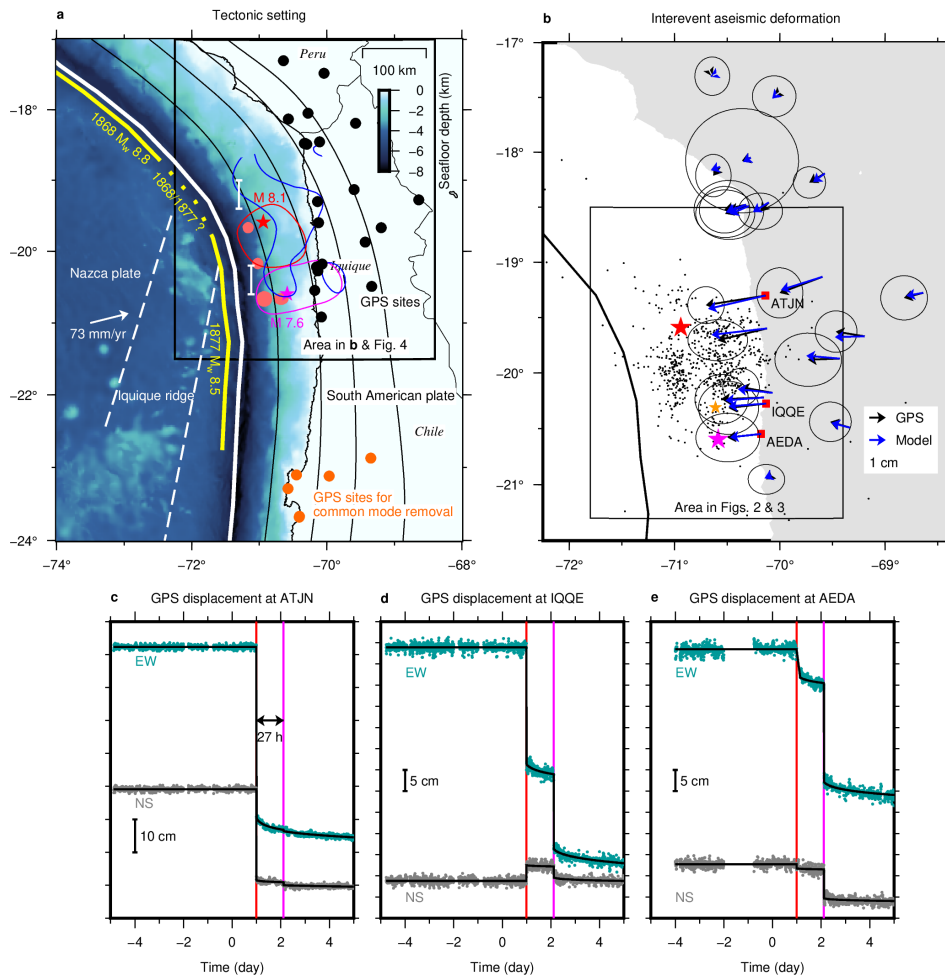 a
Tectonic setting
Peru
100 km
0
−2
−4
−6
−8
Seafloor depth (km)
1868 Mw 8.8
1868/1877 ?
M 8.1
Nazca plate
Iquique
GPS sites
73 mm/yr
M 7.6
Area in b & Fig. 4
1877 Mw 8.5
Iquique ridge
South American plate
Chile
GPS sites for
common mode removal
−18°
−20°
−22°
−24°
−74°
−72°
−70°
−68°
b
Interevent aseismic deformation
−17°
−18°
−19°
−20°
−21°
ATJN
IQQE
AEDA
GPS
Model
1 cm
Area in Figs. 2 & 3
−72°
−71°
−70°
−69°
c
GPS displacement at ATJN
EW
27 h
NS
10 cm
−4
−2
0
2
4
Time (day)
d
GPS displacement at IQQE
EW
5 cm
NS
−4
−2
0
2
4
Time (day)
e
GPS displacement at AEDA
EW
5 cm
NS
−4
−2
0
2
4
Time (day)